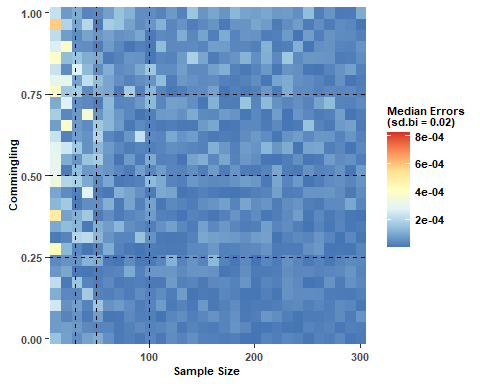 1.00
0.75
0.50
0.25
0.00
Commingling
100
200
300
Sample Size
Median Errors
(sd.bi = 0.02)
8e-04
6e-04
4e-04
2e-04